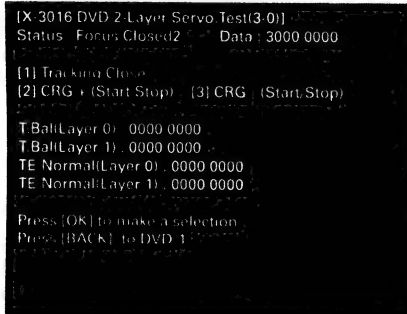 [X-3016 DVD 2-Layer Servo.Test(3-0)]
Status Focus Closed2 Data : 3000 0000
[1] Tracking Close
[2] CRG + (Start Stop) [3] CRG (Start/Stop)
T.Bal(Layer 0) 0000 0000
T.Bal(Layer 1) . 0000 0000
TE Normal(Layer 0) . 0000 0000
TE Normal(Layer 1) . 0000 0000
Press [OK] to make a selection
Press [BACK] to DVD 1